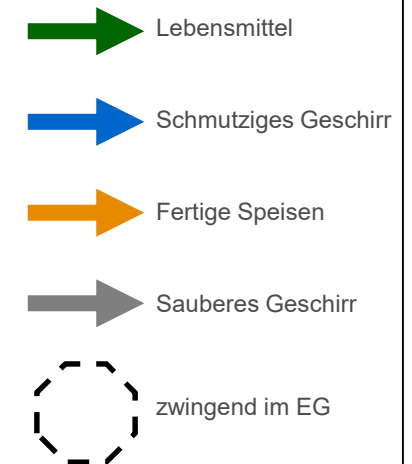 Lebensmittel
Schmutziges Geschirr
Fertige Speisen
Sauberes Geschirr
zwingend im EG